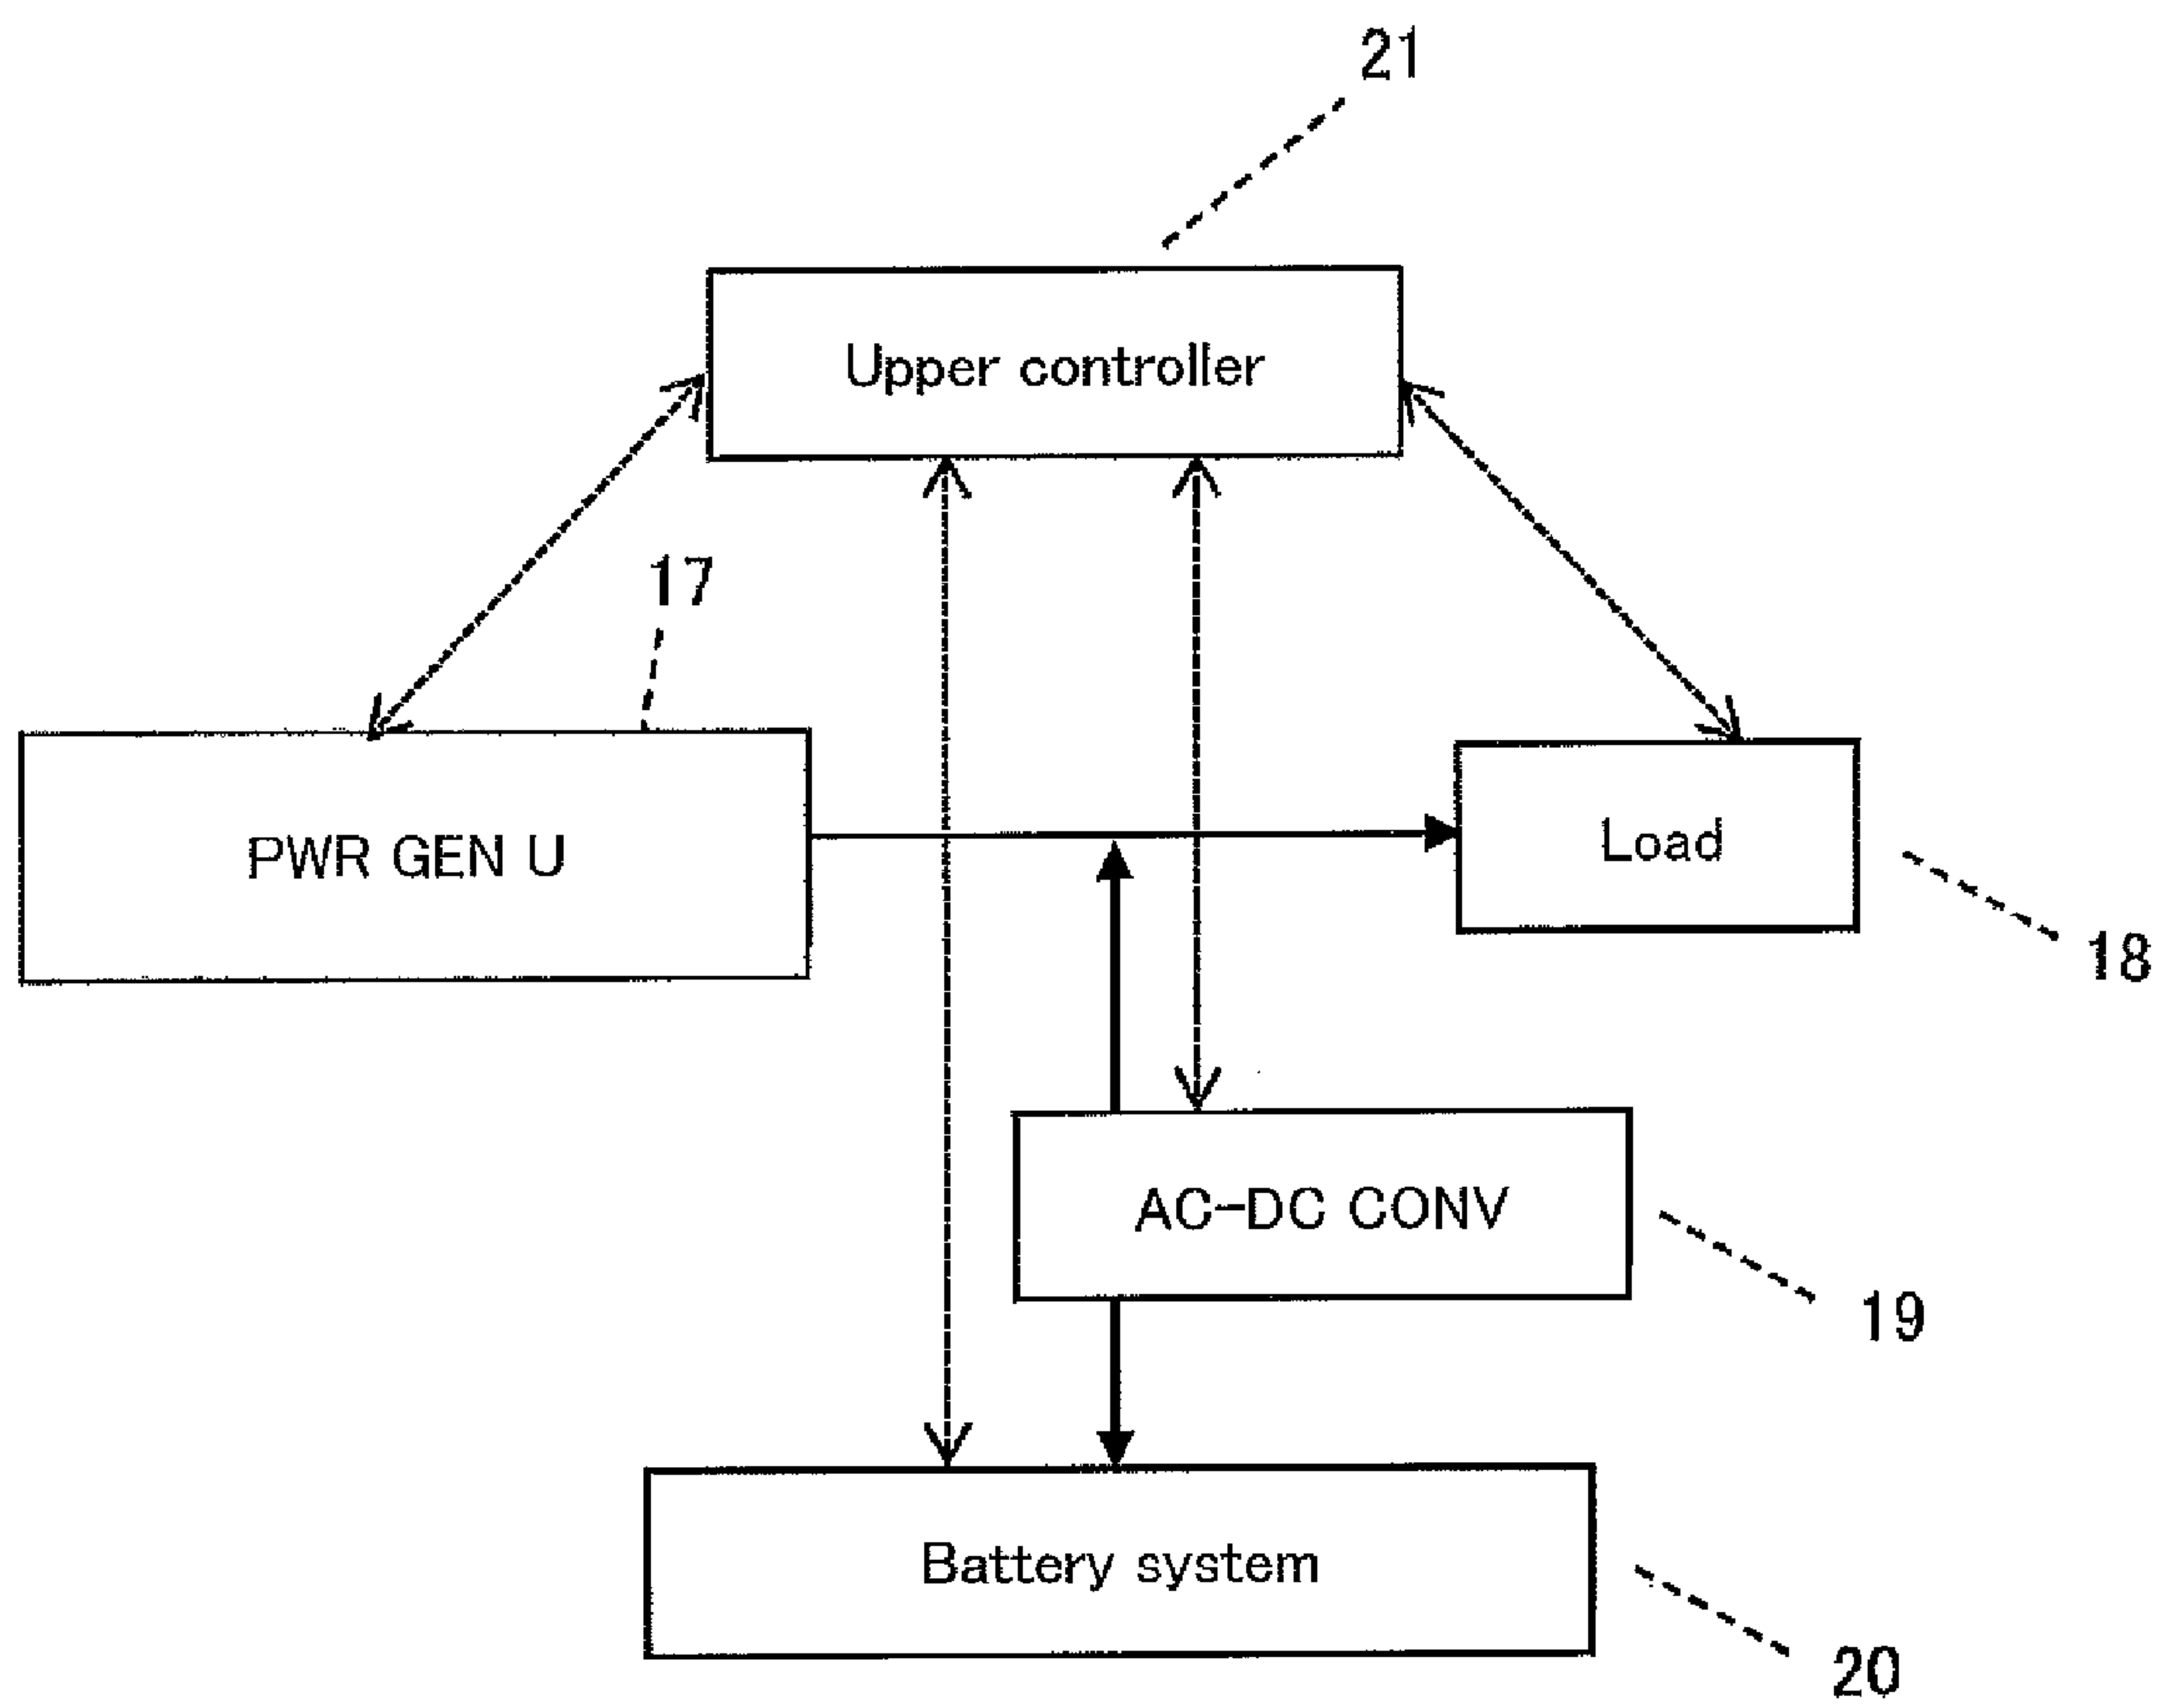 21
Upper controller
17
PWR GEN U
Load
18
AC-DC CONV
19
Battery system
20